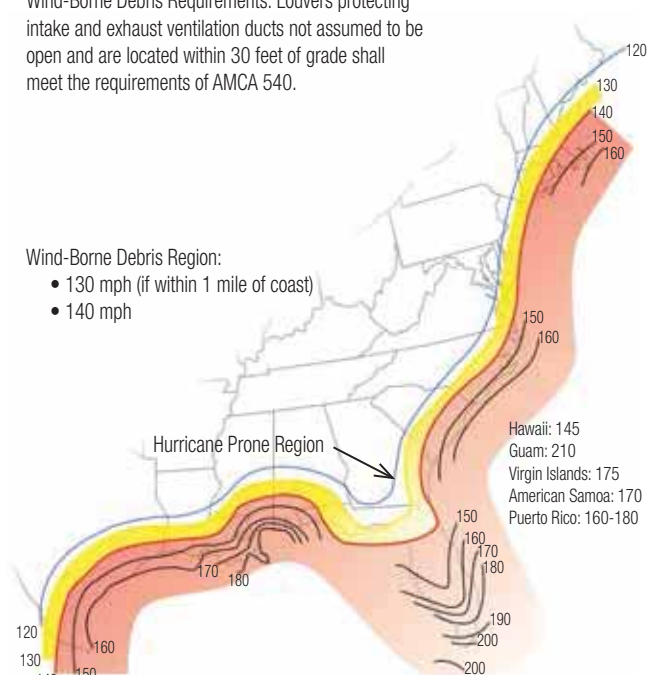 Wind-Borne Debris Requirements: Louvers protecting
intake and exhaust ventilation ducts not assumed to be
open and are located within 30 feet of grade shall
meet the requirements of AMCA 540.
120
130
140
150
160
Wind-Borne Debris Region:
• 130 mph (if within 1 mile of coast)
• 140 mph
150
160
Hurricane Prone Region
Hawaii: 145
Guam: 210
Virgin Islands: 175
American Samoa: 170
Puerto Rico: 160-180
150
160
170
180
170
180
190
200
200
120
130
160
150